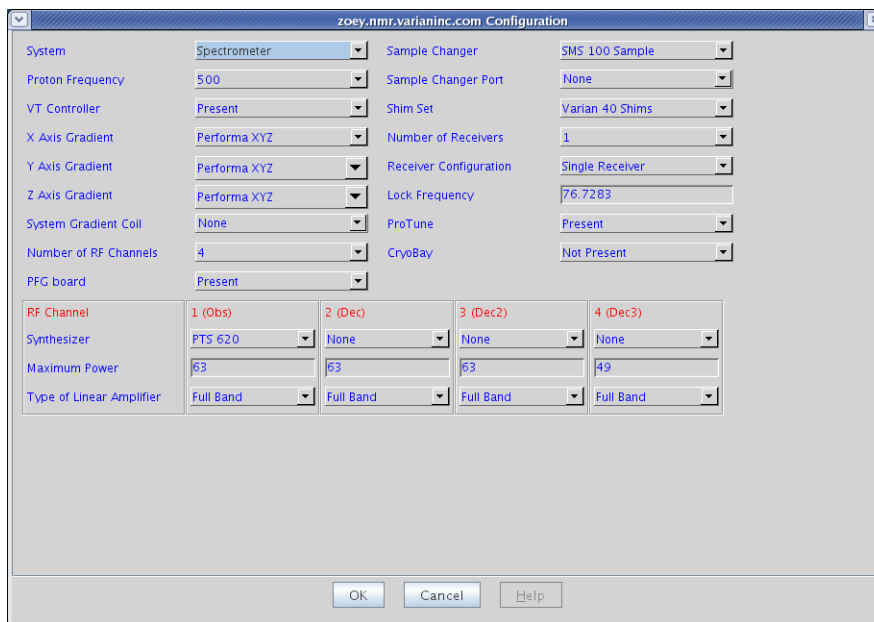 zoey.nmr.varianinc.com Configuration
System Spectrometer Sample Changer SMS 100 Sample
Proton Frequency 500 Sample Changer Port None
VT Controller Present Shim Set Varian 40 Shims
X Axis Gradient Performa XYZ Number of Receivers 1
Y Axis Gradient Performa XYZ Receiver Configuration Single Receiver
Z Axis Gradient Performa XYZ Lock Frequency 76.7283
System Gradient Coil None ProTune Present
Number of RF Channels 4 CryoBay Not Present
PFG board Present
RF Channel 1 (Obs) 2 (Dec) 3 (Dec2) 4 (Dec3)
Synthesizer PTS 620 None None None
Maximum Power 63 63 63 49
Type of Linear Amplifier Full Band Full Band Full Band Full Band
OK Cancel Help